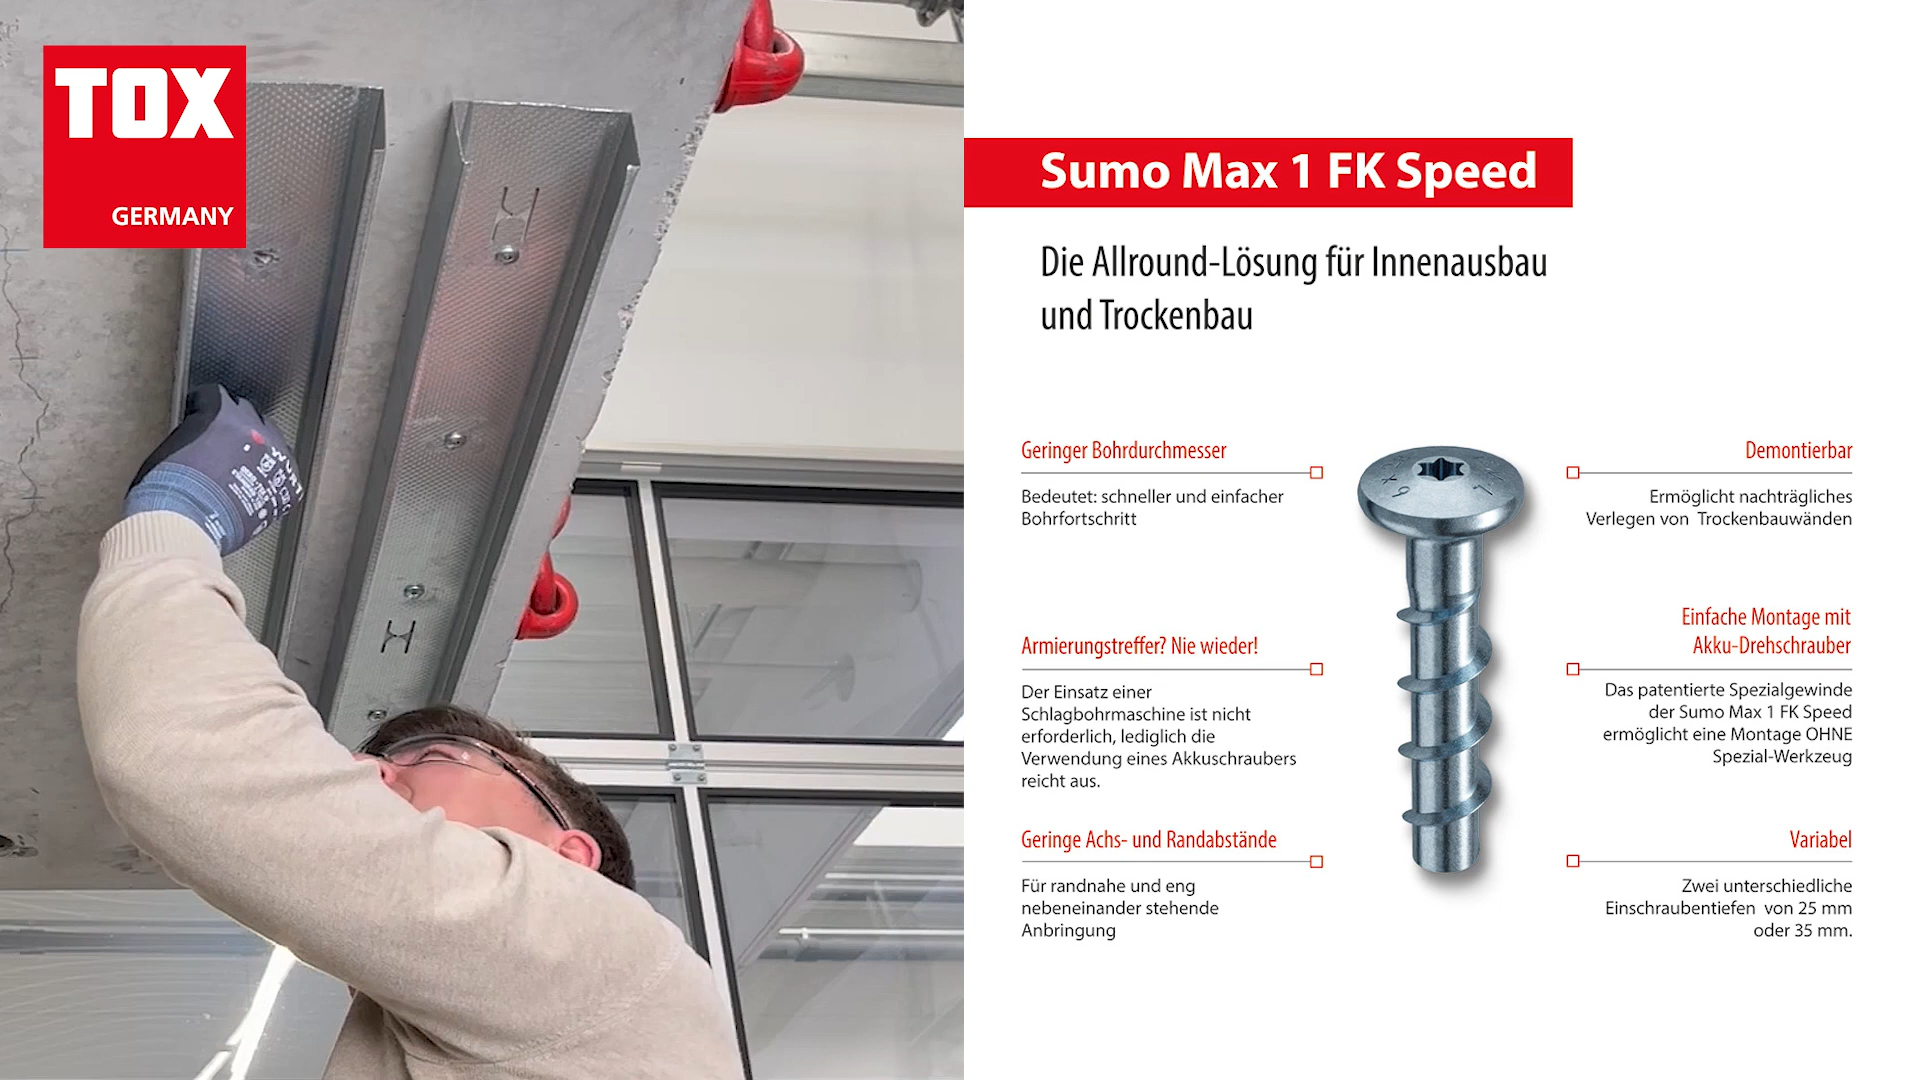 TOX
GERMANY
Sumo Max 1 FK Speed
Die Allround-Lösung für Innenausbau
und Trockenbau
Geringer Bohrdurchmesser
Bedeutet: schneller und einfacher
Bohrfortschritt
Armierungstreffer? Nie wieder!
Der Einsatz einer
Schlagbohrmaschine ist nicht
erforderlich, lediglich die
Verwendung eines Akkuschraubers
reicht aus.
Geringe Achs- und Randabstände
Für randnahe und eng
nebeneinander stehende
Anbringung
Demontierbar
Ermöglicht nachträgliches
Verlegen von Trockenbauwänden
Einfache Montage mit
Akku-Drehschrauber
Das patentierte Spezialgewinde
der Sumo Max 1 FK Speed
ermöglicht eine Montage OHNE
Spezial-Werkzeug
Variabel
Zwei unterschiedliche
Einschraubentiefen von 25 mm
oder 35 mm.